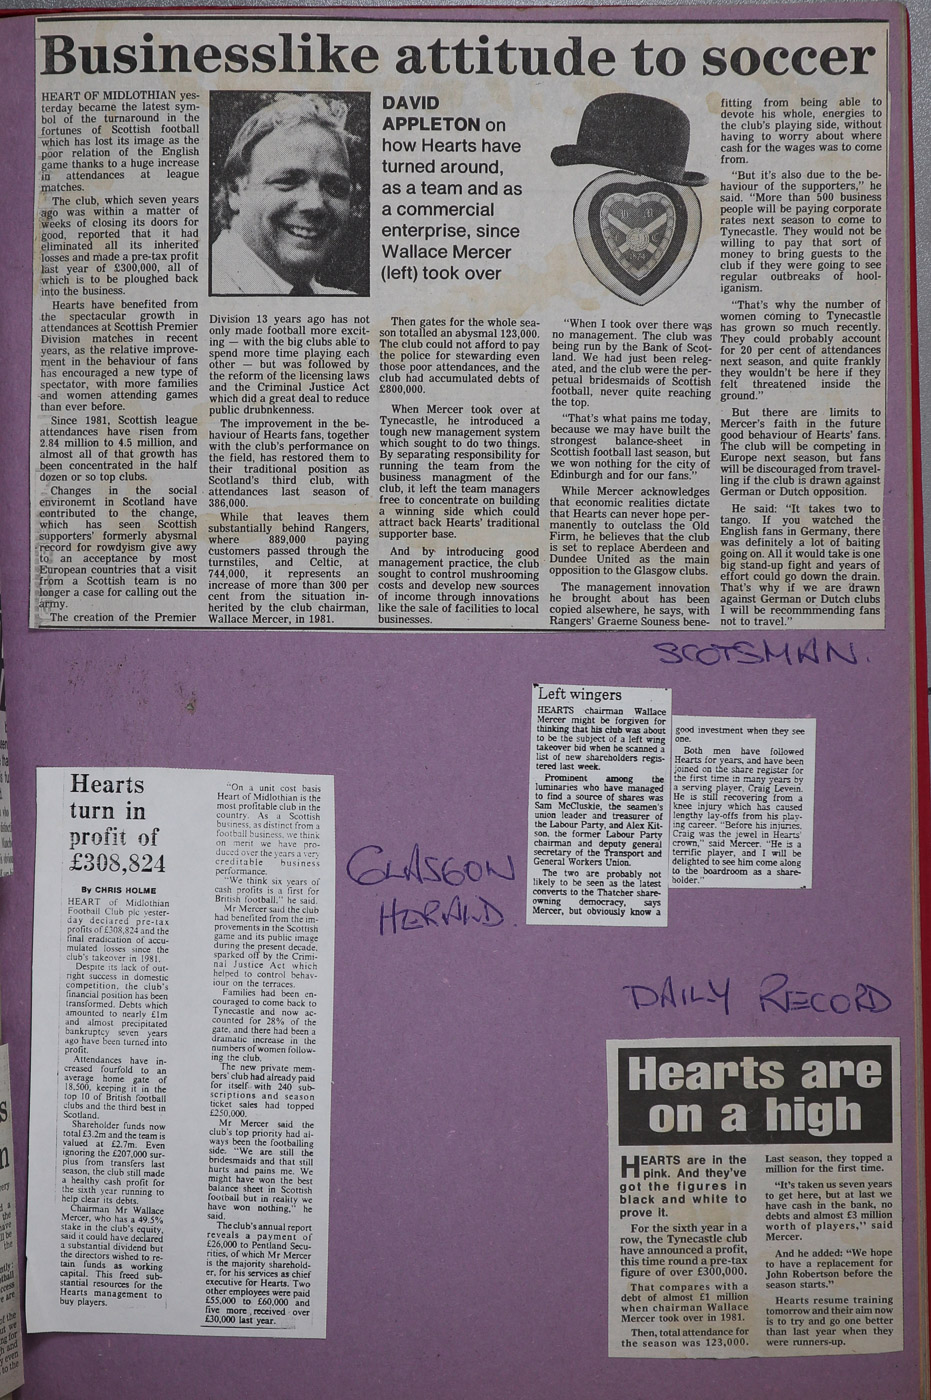 Businesslike attitude to soccer
HEART OF MIDLOTHIAN yes-
terday became the latest sym-
bol of the turnaround in the
fortunes of Scottish football
which has lost its image as the
poor relation of the English
game thanks to a huge increase
in attendances at league
matches.
The club, which seven years
ago was within a matter of
weeks of closing its doors for
good, reported that it had
eliminated all its inherited
losses and made a pre-tax profit
last year of £300,000, all of
which is to be ploughed back
into the business.
Hearts have benefited from
the spectacular growth in
attendances at Scottish Premier
Division matches in recent
years, as the relative improve-
ment in the behaviour of fans
has encouraged a new type of
spectator, with more families
and women attending games
than ever before.
Since 1981, Scottish league
attendances have risen from
2.84 million to 4.5 million, and
almost all of that growth has
been concentrated in the half
dozen or so top clubs.
Changes in the social
environemt in Scotland have
contributed to the change,
which has seen Scottish
supporters' formerly abysmal
record for rowdyism give awy
to an acceptance by most
European countries that a visit
from a Scottish team is no
longer a case for calling out the
army.
The creation of the Premier
DAVID
APPLETON on
how Hearts have
turned around,
as a team and as
a commercial
enterprise, since
Wallace Mercer
(left) took over
Division 13 years ago has not
only made football more excit-
ing — with the big clubs able to
spend more time playing each
other — but was followed by
the reform of the licensing laws
and the Criminal Justice Act
which did a great deal to reduce
public drubnkenness.
The improvement in the be-
haviour of Hearts fans, together
with the club's performance on
the field, has restored them to
their traditional position as
Scotland's third club, with
attendances last season of
386,000.
While that leaves them
substantially behind Rangers,
where 889,000 paying
customers passed through the
turnstiles, and Celtic, at
744,000, it represents an
increase of more than 300 per
cent from the situation in-
herited by the club chairman,
Wallace Mercer, in 1981.
Then gates for the whole sea-
son totalled an abysmal 123,000.
The club could not afford to pay
the police for stewarding even
those poor attendances, and the
club had accumulated debts of
£800,000.
When Mercer took over at
Tynecastle, he introduced a
tough new management system
which sought to do two things.
By separating responsibility for
running the team from the
business managment of the
club, it left the team managers
free to concentrate on building
a winning side which could
attract back Hearts' traditional
supporter base.
And by introducing good
management practice, the club
sought to control mushrooming
costs and develop new sources
of income through innovations
like the sale of facilities to local
businesses.
"When I took over there was
no management. The club was
being run by the Bank of Scot-
land. We had just been releg-
ated, and the club were the per-
petual bridesmaids of Scottish
football, never quite reaching
the top.
"That's what pains me today,
because we may have built the
strongest balance-sheet in
Scottish football last season, but
we won nothing for the city of
Edinburgh and for our fans."
While Mercer acknowledges
that economic realities dictate
that Hearts can never hope per-
manently to outclass the Old
Firm, he believes that the club
is set to replace Aberdeen and
Dundee United as the main
opposition to the Glasgow clubs.
The management innovation
he brought about has been
copied alsewhere, he says, with
Rangers' Graeme Souness bene-
fitting from being able to
devote his whole, energies to
the club's playing side, without
having to worry about where
cash for the wages was to come
from.
"But it's also due to the be-
haviour of the supporters," he
said. "More than 500 business
people will be paying corporate
rates next season to come to
Tynecastle. They would not be
willing to pay that sort of
money to bring guests to the
club if they were going to see
regular outbreaks of hool-
iganism.
"That's why the number of
women coming to Tynecastle
has grown so much recently.
They could probably account
for 20 per cent of attendances
next season, and quite frankly
they wouldn't be here if they
felt threatened inside the
ground."
But there are limits to
Mercer's faith in the future
good behaviour of Hearts' fans.
The club will be competing in
Europe next season, but fans
will be discouraged from travel-
ling if the club is drawn against
German or Dutch opposition.
He said: "It takes two to
tango. If you watched the
English fans in Germany, there
was definitely a lot of baiting
going on. All it would take is one
big stand-up fight and years of
effort could go down the drain.
That's why if we are drawn
against German or Dutch clubs
I will be recommmending fans
not to travel."
SCOTSMAN.
Left wingers
HEARTS chairman Wallace
Mercer might be forgiven for
thinking that his club was about
to be the subject of a left wing
takeover bid when he scanned a
list of new shareholders regis-
tered last week.
Prominent among the
luminaries who have managed
to find a source of shares was
Sam McCluskie, the seamen's
union leader and treasurer of
the Labour Party, and Alex Kit-
son, the former Labour Party
chairman and deputy general
secretary of the Transport and
General Workers Union.
The two are probably not
likely to be seen as the latest
converts to the Thatcher share-
owning democracy, says
Mercer, but obviously know a
good investment when they see
one.
Both men have followed
Hearts for years, and have been
joined on the share register for
the first time in many years by
a serving player, Craig Levein.
He is still recovering from a
knee injury which has caused
lengthy lay-offs from his play-
ing career. "Before his injuries,
Craig was the jewel in Hearts'
crown," said Mercer. "He is a
terrific player, and I will be
delighted to see him come along
to the boardroom as a share-
holder."
Hearts
turn in
profit of
£308,824
By CHRIS HOLME
HEART of Midlothian
Football Club plc yester-
day declared pre-tax
profits of £308,824 and the
final eradication of accu-
mulated losses since the
club's takeover in 1981.
Despite its lack of out-
right success in domestic
competition, the club's
financial position has been
transformed. Debts which
amounted to nearly £1m
and almost precipitated
bankruptcy seven years
ago have been turned into
profit.
Attendances have in-
creased fourfold to an
average home gate of
18,500, keeping it in the
top 10 of British football
clubs and the third best in
Scotland.
Shareholder funds now
total £3.2m and the team is
valued at £2.7m. Even
ignoring the £207,000 sur-
plus from transfers last
season, the club still made
a healthy cash profit for
the sixth year running to
help clear its debts.
Chairman Mr Wallace
Mercer, who has a 49.5%
stake in the club's equity,
said it could have declared
a substantial dividend but
the directors wished to re-
tain funds as working
capital. This freed sub-
stantial resources for the
Hearts management to
buy players.
"On a unit cost basis
Heart of Midlothian is the
most profitable club in the
country. As a Scottish
business, as distinct from a
football business, we think
on merit we have pro-
duced over the years a very
creditable business
performance.
"We think six years of
cash profits is a first for
British football," he said.
Mr Mercer said the club
had benefited from the im-
provements in the Scottish
game and its public image
during the present decade,
sparked off by the Crimi-
nal Justice Act which
helped to control behav-
iour on the terraces.
Families had been en-
couraged to come back to
Tynecastle and now ac-
counted for 28% of the
gate, and there had been a
dramatic increase in the
numbers of women follow-
ing the club.
The new private mem-
bers' club had already paid
for itself with 240 sub-
scriptions and season
ticket sales had topped
£250,000.
Mr Mercer said the
club's top priority had al-
ways been the footballing
side. "We are still the
bridesmaids and that still
hurts and pains me. We
might have won the best
balance sheet in Scottish
football but in reality we
have won nothing," he
said.
The club's annual report
reveals a payment of
£26,000 to Pentland Secu-
rities, of which Mr Mercer
is the majority sharehold-
er, for his services as chief
executive for Hearts. Two
other employees were paid
£55,000 to £60,000 and
five more received over
£30,000 last year.
GLASGOW
HERALD.
DAILY RECORD
Hearts are
on a high
HEARTS are in the
pink. And they've
got the figures in
black and white to
prove it.
For the sixth year in a
row, the Tynecastle club
have announced a profit,
this time round a pre-tax
figure of over £300,000.
That compares with a
debt of almost £1 million
when chairman Wallace
Mercer took over in 1981.
Then, total attendance for
the season was 123,000.
Last season, they topped a
million for the first time.
"It's taken us seven years
to get here, but at last we
have cash in the bank, no
debts and almost £3 million
worth of players," said
Mercer.
And he added: "We hope
to have a replacement for
John Robertson before the
season starts."
Hearts resume training
tomorrow and their aim now
is to try and go one better
than last year when they
were runners-up.